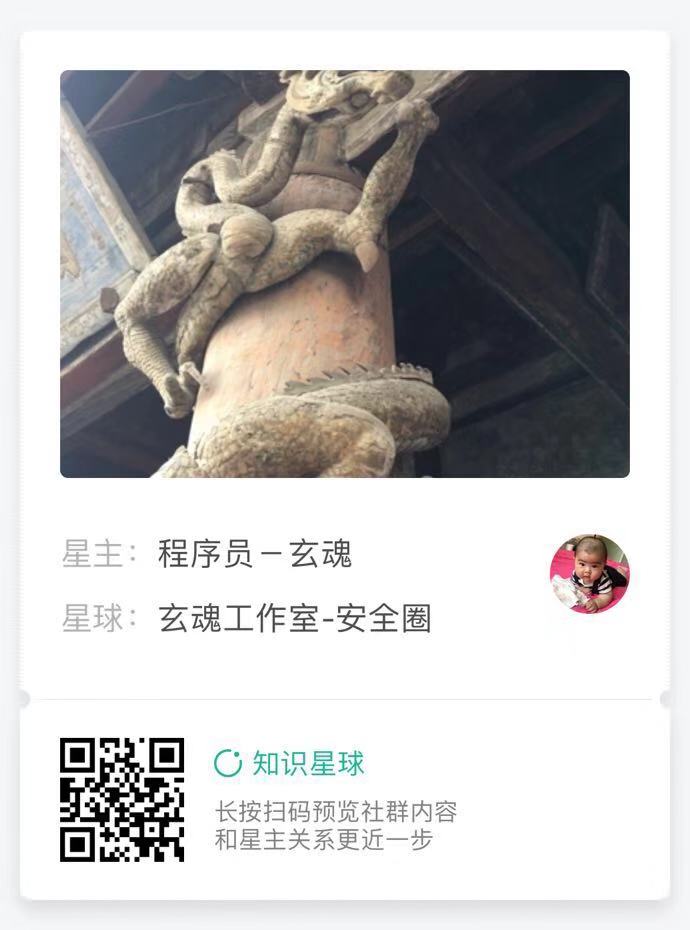 星主：程序员－玄魂
星球：玄魂工作室-安全圈
知识星球
长按扫码预览社群内容
和星主关系更近一步